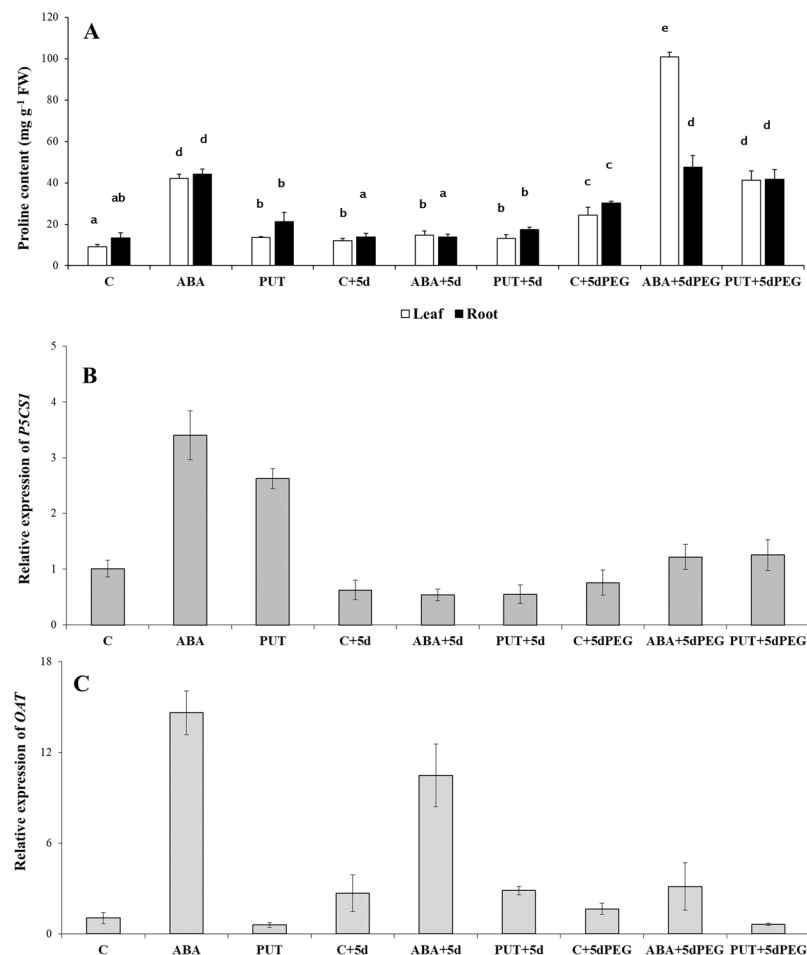 A
Proline content (mg g⁻¹ FW)
120
100
80
60
40
20
0
a
ab
d
d
b
b
b
a
b
a
b
b
c
c
e
d
d
d
C ABA PUT C+5d ABA+5d PUT+5d C+5dPEG ABA+5dPEG PUT+5dPEG
Leaf Root
B
Relative expression of P5CS1
5
4
3
2
1
0
C ABA PUT C+5d ABA+5d PUT+5d C+5dPEG ABA+5dPEG PUT+5dPEG
C
Relative expression of OAT
18
12
6
0
C ABA PUT C+5d ABA+5d PUT+5d C+5dPEG ABA+5dPEG PUT+5dPEG